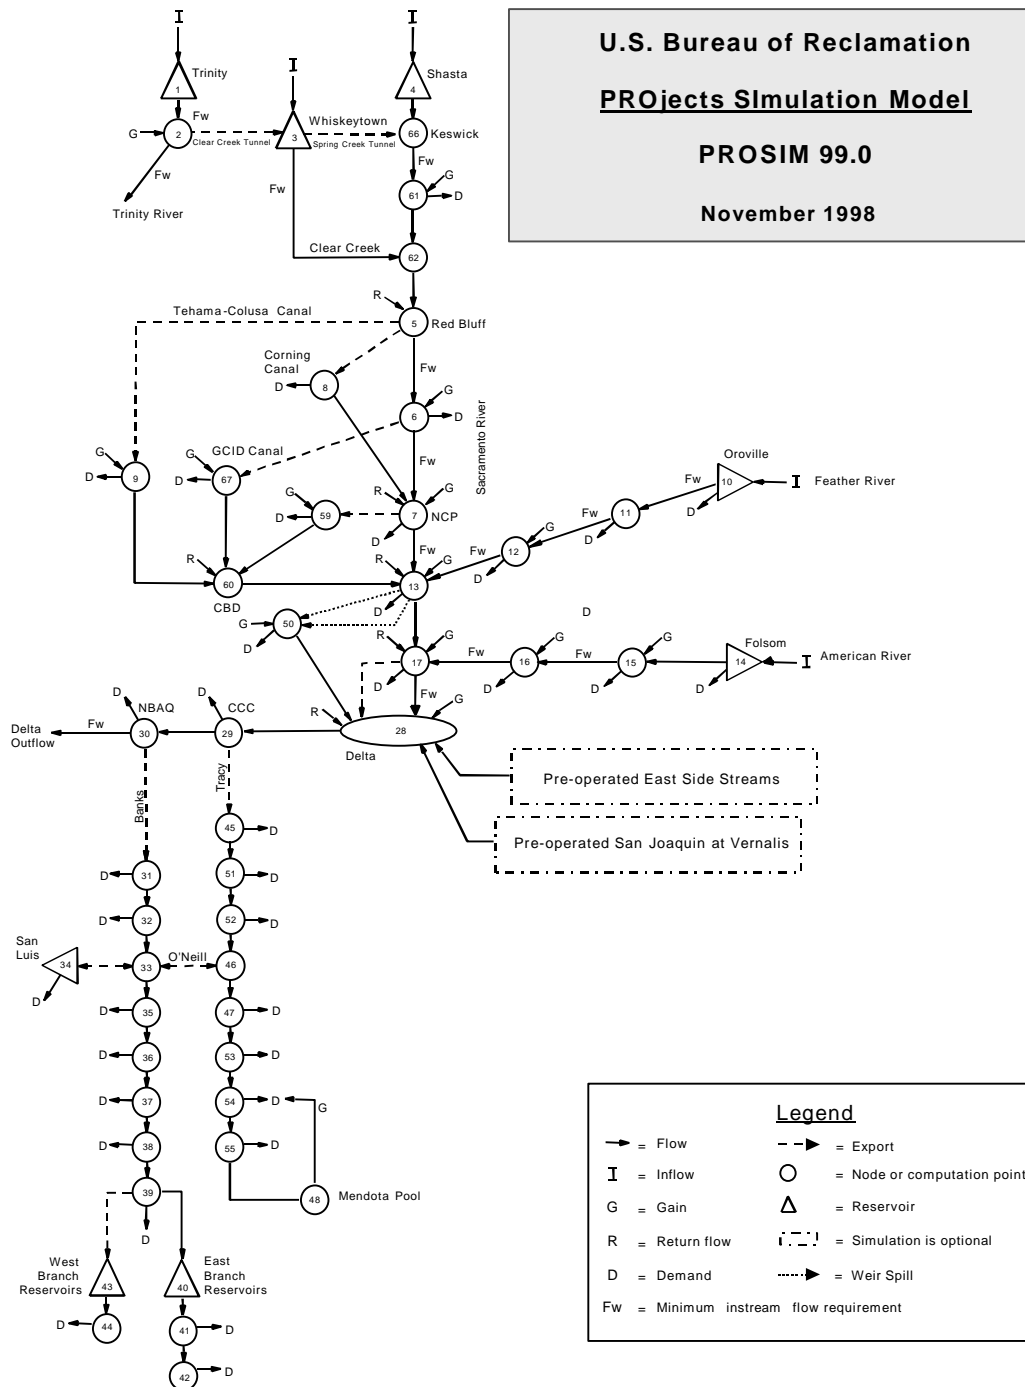 U.S. Bureau of Reclamation
PROjects SImulation Model
PROSIM 99.0
November 1998
I
I
I
Trinity
1
Shasta
4
Fw
G
2
Clear Creek Tunnel
Whiskeytown
3
Spring Creek Tunnel
66
Keswick
Fw
Fw
Fw
G
61
D
Trinity River
Clear Creek
62
R
Tehama-Colusa Canal
5
Red Bluff
Corning
Canal
D
8
Fw
G
6
D
Sacramento River
GCID Canal
G
D
9
G
D
67
Fw
Oroville
10
I
Feather River
Fw
D
11
Fw
D
G
D
59
R
G
7
NCP
D
G
12
Fw
D
Fw
R
60
CBD
R
G
13
D
G
50
D
D
R
G
17
D
Fw
G
16
D
Fw
G
15
D
Folsom
14
I
American River
D
Fw
D
NBAQ
D
CCC
R
G
Delta
Outflow
Fw
30
29
28
Delta
Pre-operated East Side Streams
Pre-operated San Joaquin at Vernalis
Banks
Tracy
45
D
D
31
51
D
D
32
52
D
San
Luis
34
D
33
O'Neill
46
D
35
47
D
D
36
53
D
D
37
54
D
G
D
38
55
D
39
D
48
Mendota Pool
West
Branch
Reservoirs
43
East
Branch
Reservoirs
40
D
44
41
D
42
D
Legend
= Flow
= Export
I = Inflow
= Node or computation point
G = Gain
= Reservoir
R = Return flow
= Simulation is optional
D = Demand
= Weir Spill
Fw = Minimum instream flow requirement